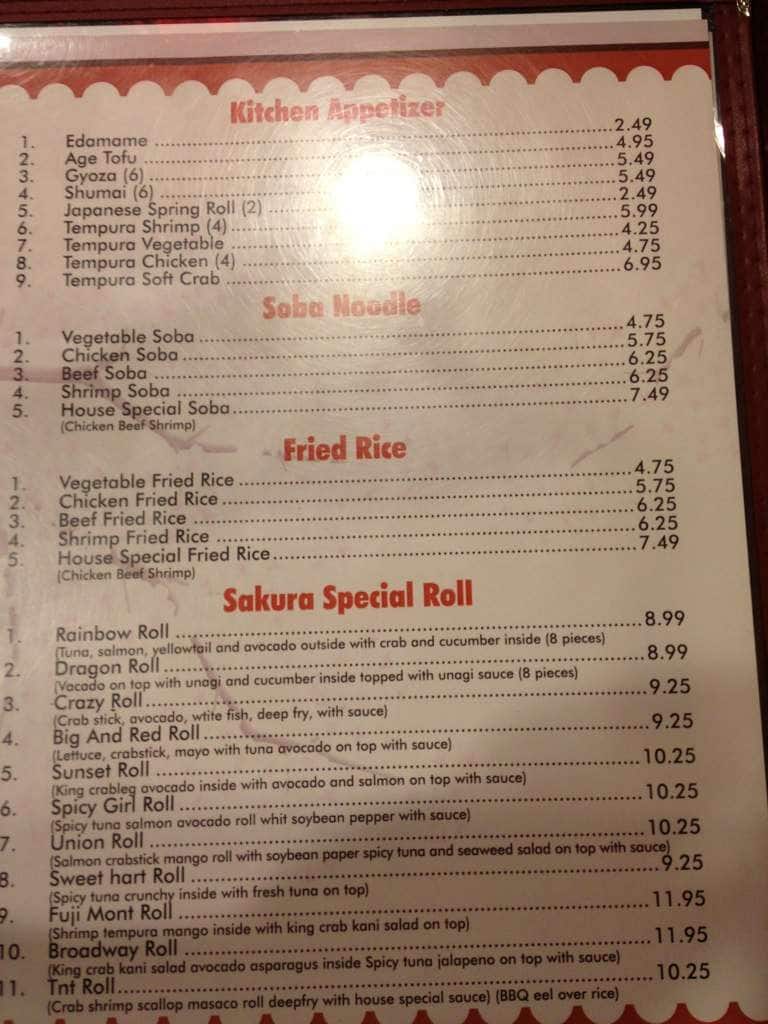 Kitchen Appetizer
1. Edamame 2.49
2. Age Tofu 4.95
3. Gyoza (6) 5.49
4. Shumai (6) 5.49
5. Japanese Spring Roll (2) 2.49
6. Tempura Shrimp (4) 5.99
7. Tempura Vegetable 4.25
8. Tempura Chicken (4) 4.75
9. Tempura Soft Crab 6.95
Soba Noodle
1. Vegetable Soba 4.75
2. Chicken Soba 5.75
3. Beef Soba 6.25
4. Shrimp Soba 6.25
5. House Special Soba 7.49
(Chicken Beef Shrimp)
Fried Rice
1. Vegetable Fried Rice 4.75
2. Chicken Fried Rice 5.75
3. Beef Fried Rice 6.25
4. Shrimp Fried Rice 6.25
5. House Special Fried Rice 7.49
(Chicken Beef Shrimp)
Sakura Special Roll
1. Rainbow Roll 8.99
(Tuna, salmon, yellowtail and avocado outside with crab and cucumber inside (8 pieces)
2. Dragon Roll 8.99
(Vacado on top with unagi and cucumber inside topped with unagi sauce (8 pieces)
3. Crazy Roll 9.25
(Crab stick, avocado, wtite fish, deep fry, with sauce)
4. Big And Red Roll 9.25
(Lettuce, crabstick, mayo with tuna avocado on top with sauce)
5. Sunset Roll 10.25
(King crableg avocado inside with avocado and salmon on top with sauce)
6. Spicy Girl Roll 10.25
(Spicy tuna salmon avocado roll whit soybean pepper with sauce)
7. Union Roll 10.25
(Salmon crabstick mango roll with soybean paper spicy tuna and seaweed salad on top with sauce)
8. Sweet hart Roll 9.25
(Spicy tuna crunchy inside with fresh tuna on top)
9. Fuji Mont Roll 11.95
(Shrimp tempura mango inside with king crab kani salad on top)
10. Broadway Roll 11.95
(King crab kani salad avocado asparagus inside Spicy tuna jalapeno on top with sauce)
11. Tnt Roll 10.25
(Crab shrimp scallop masaco roll deepfry with house special sauce) (BBQ eel over rice)